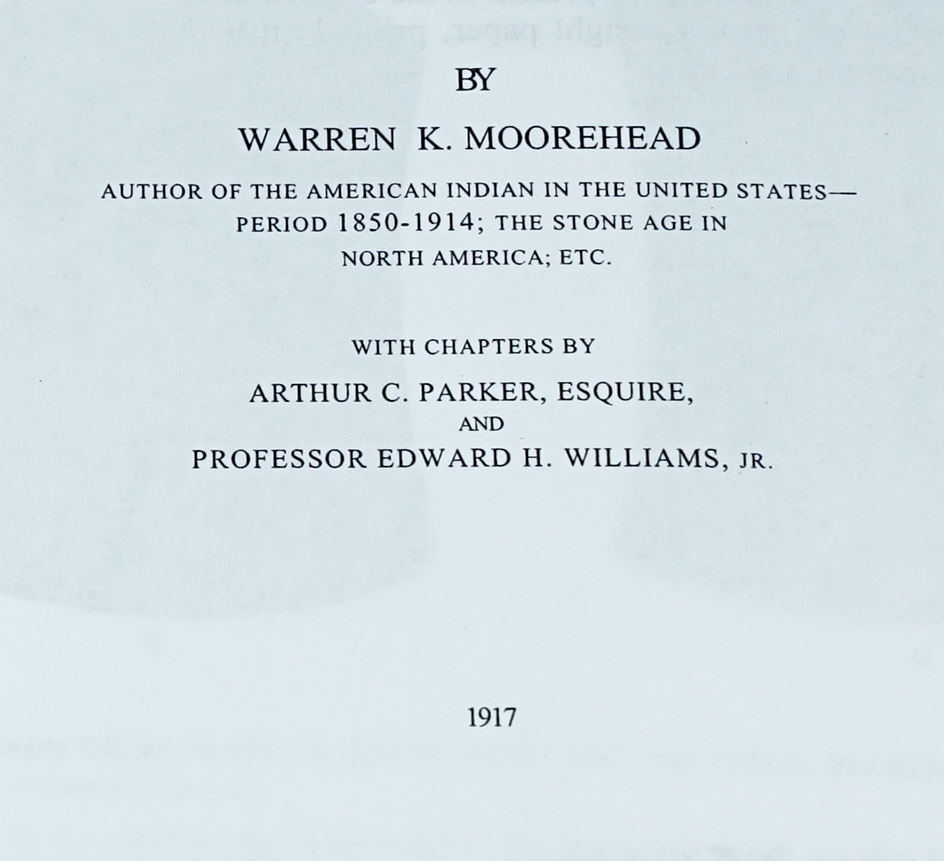 BY
WARREN K. MOOREHEAD
AUTHOR OF THE AMERICAN INDIAN IN THE UNITED STATES—
PERIOD 1850-1914; THE STONE AGE IN
NORTH AMERICA; ETC.
WITH CHAPTERS BY
ARTHUR C. PARKER, ESQUIRE,
AND
PROFESSOR EDWARD H. WILLIAMS, JR.
1917